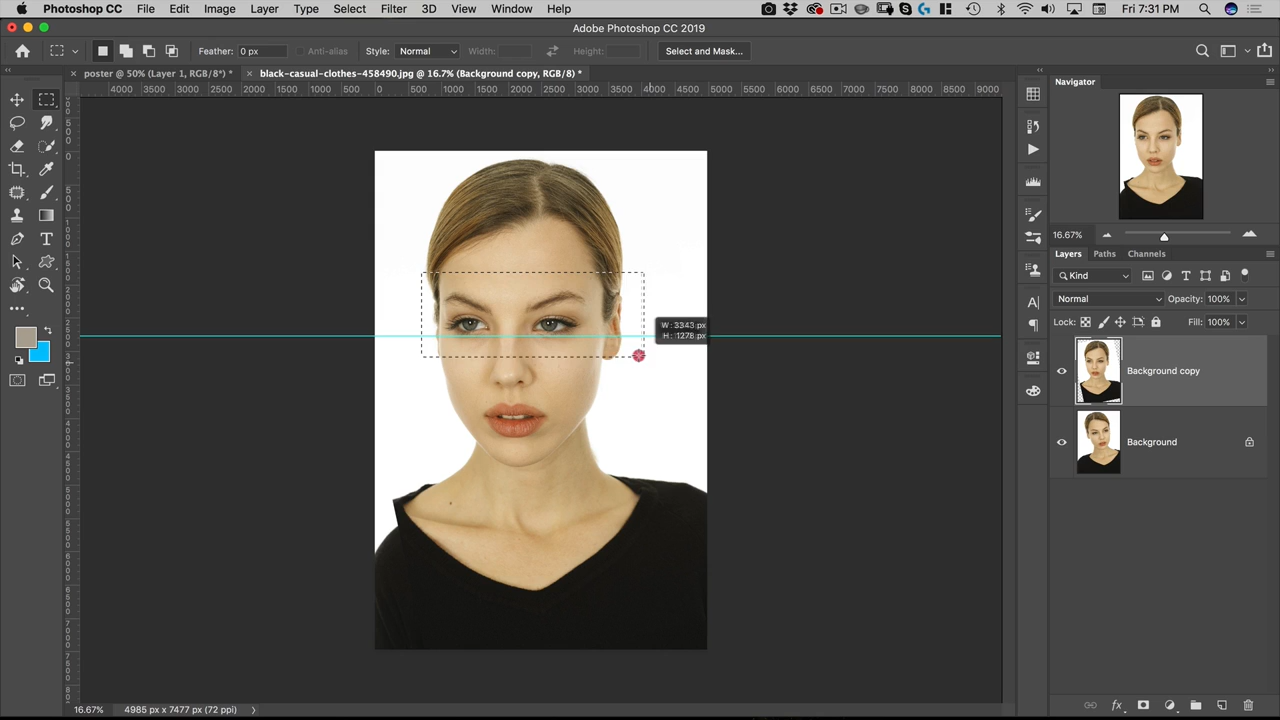 Photoshop CC File Edit Image Layer Type Select Filter 3D View Window Help Fri 7:31 PM
Adobe Photoshop CC 2019
Feather: 0 px Anti-alias Style: Normal Width: Height: Select and Mask...
poster @ 50% (Layer 1, RGB/8*) * black-casual-clothes-458490.jpg @ 16.7% (Background copy, RGB/8) *
4000 3500 3000 2500 2000 1500 1000 500 0 500 1000 1500 2000 2500 3000 3500 4000 4500 5000 5500 6000 6500 7000 7500 8000 8500 9000
Navigator
16.67%
Layers Paths Channels
Kind
Normal Opacity: 100%
Lock: Fill: 100%
Background copy
Background
W: 3343 px
H: 1278 px
16.67% 4985 px x 7477 px (72 ppi)